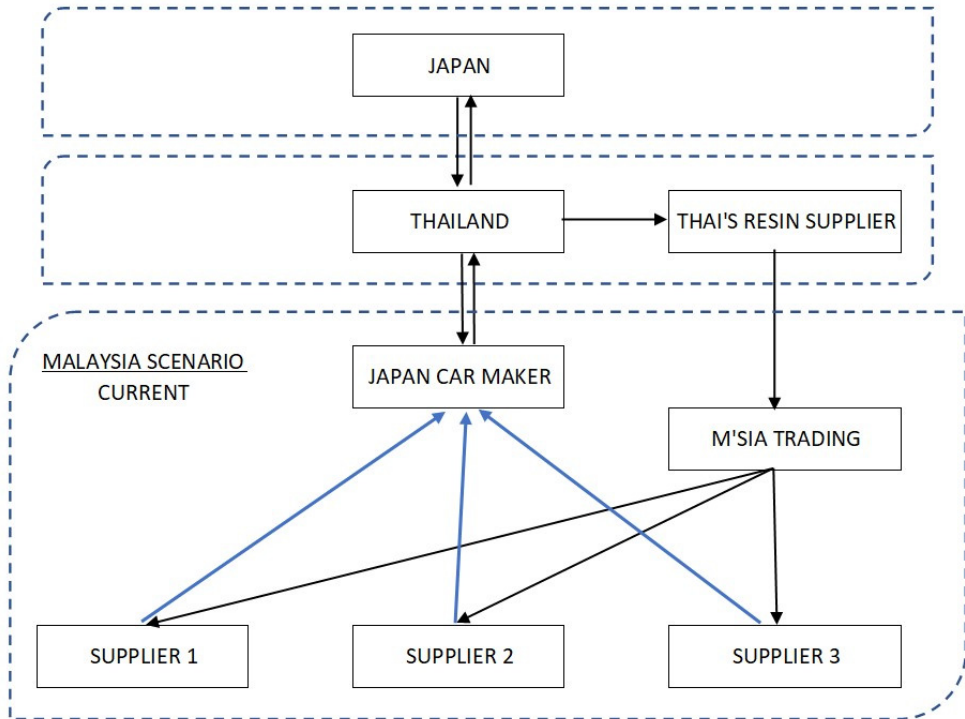 JAPAN
THAILAND
THAI'S RESIN SUPPLIER
MALAYSIA SCENARIO
CURRENT
JAPAN CAR MAKER
M'SIA TRADING
SUPPLIER 1
SUPPLIER 2
SUPPLIER 3